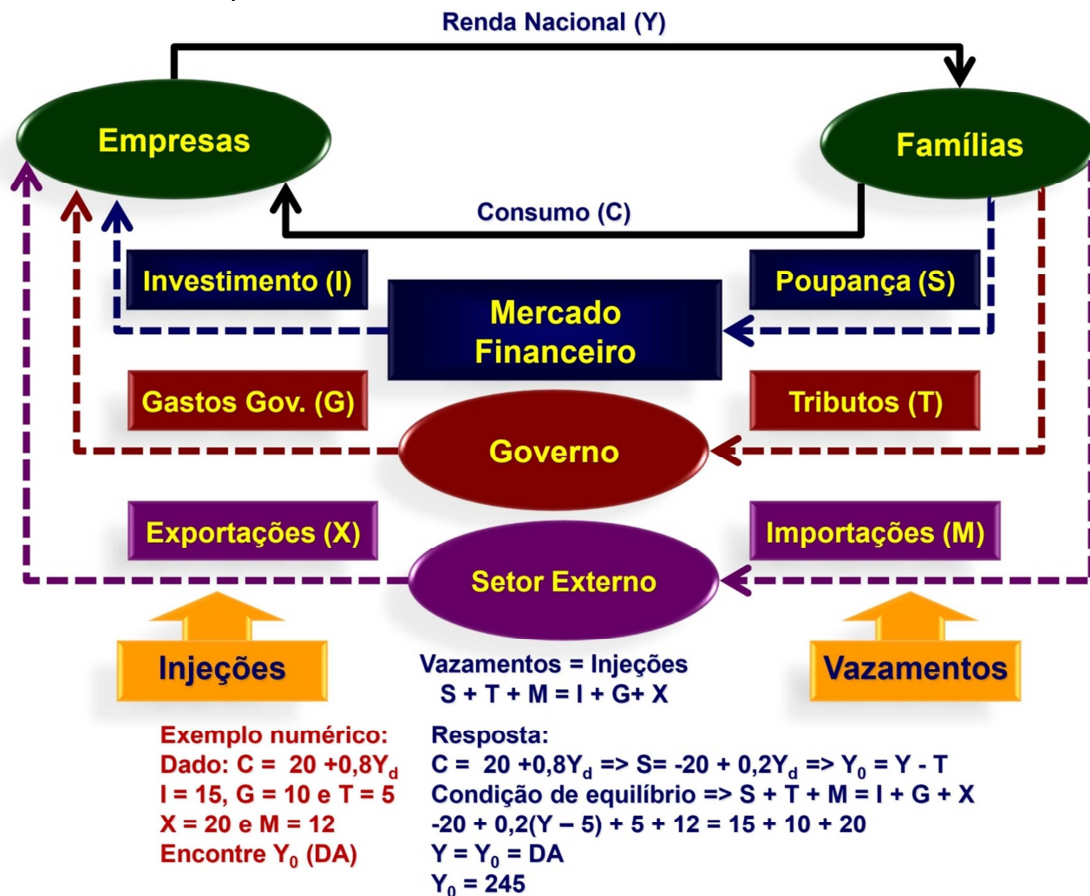 Renda Nacional (Y)
Empresas
Famílias
Consumo (C)
Investimento (I)
Poupança (S)
Mercado
Financeiro
Gastos Gov. (G)
Tributos (T)
Governo
Exportações (X)
Importações (M)
Setor Externo
Injeções
Vazamentos = Injeções
S + T + M = I + G+ X
Vazamentos
Exemplo numérico:
Dado: C = 20 +0,8Yd
I = 15, G = 10 e T = 5
X = 20 e M = 12
Encontre Y0 (DA)
Resposta:
C = 20 +0,8Yd => S= -20 + 0,2Yd => Y0 = Y - T
Condição de equilíbrio => S + T + M = I + G + X
-20 + 0,2(Y – 5) + 5 + 12 = 15 + 10 + 20
Y = Y0 = DA
Y0 = 245